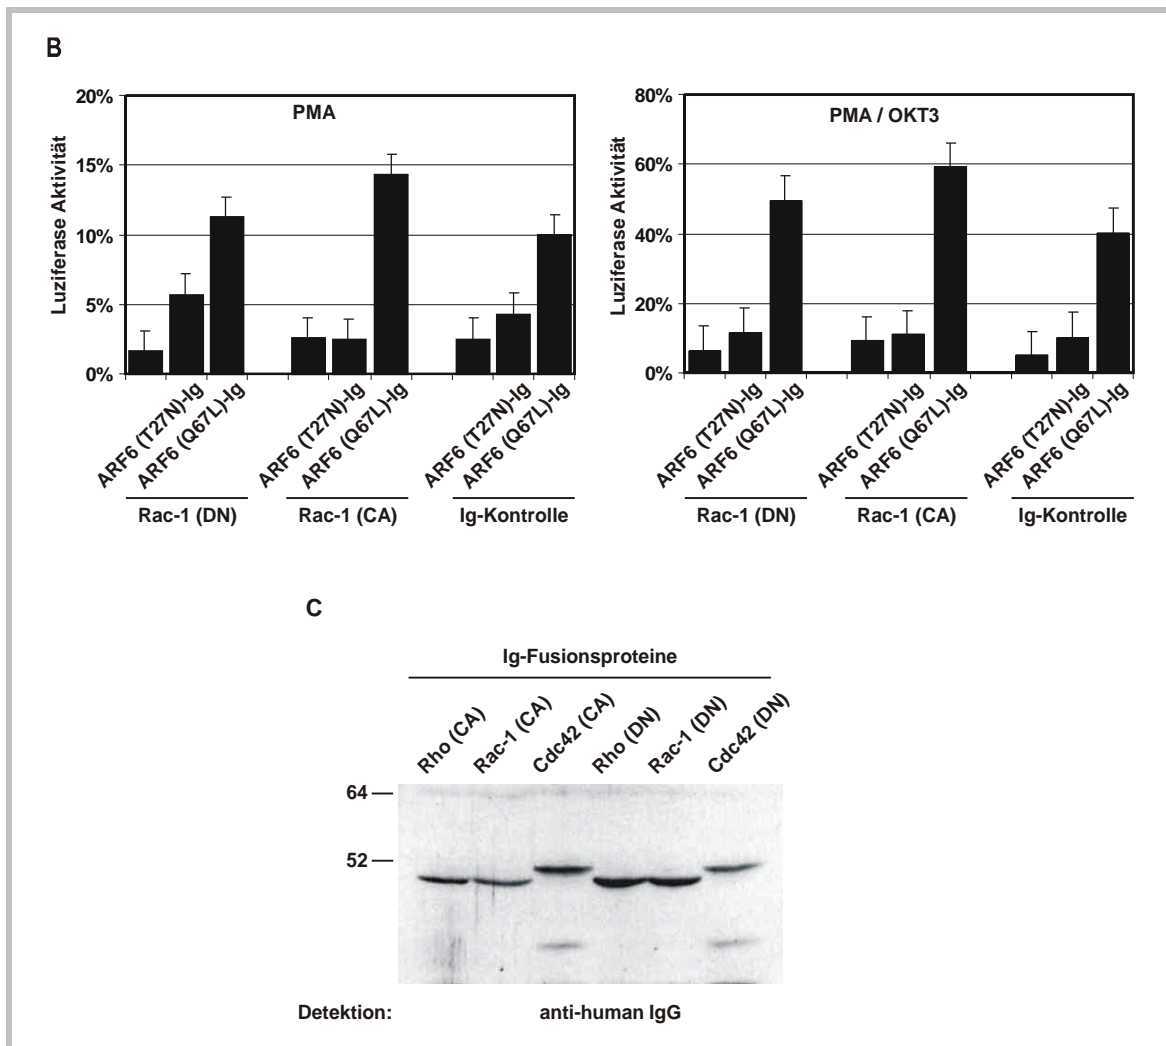 B
20%
15%
10%
5%
0%
Luziferase Aktivität
PMA
ARF6 (T27N)-Ig
ARF6 (Q67L)-Ig
ARF6 (T27N)-Ig
ARF6 (Q67L)-Ig
ARF6 (T27N)-Ig
ARF6 (Q67L)-Ig
Rac-1 (DN)
Rac-1 (CA)
Ig-Kontrolle
80%
60%
40%
20%
0%
Luziferase Aktivität
PMA / OKT3
ARF6 (T27N)-Ig
ARF6 (Q67L)-Ig
ARF6 (T27N)-Ig
ARF6 (Q67L)-Ig
ARF6 (T27N)-Ig
ARF6 (Q67L)-Ig
Rac-1 (DN)
Rac-1 (CA)
Ig-Kontrolle
C
Ig-Fusionsproteine
Rho (CA)
Rac-1 (CA)
Cdc42 (CA)
Rho (DN)
Rac-1 (DN)
Cdc42 (DN)
64
52
Detektion: anti-human IgG